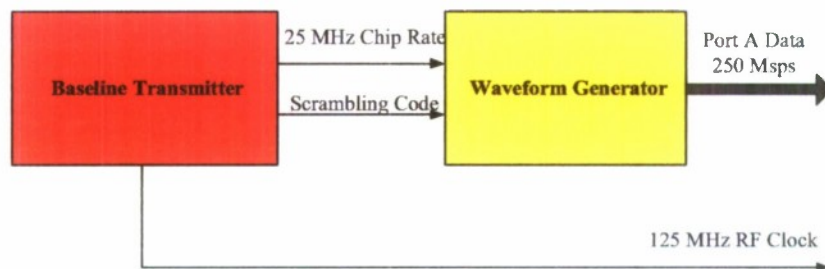 25 MHz Chip Rate
Port A Data
250 Msps
Baseline Transmitter
Waveform Generator
Scrambling Code
125 MHz RF Clock